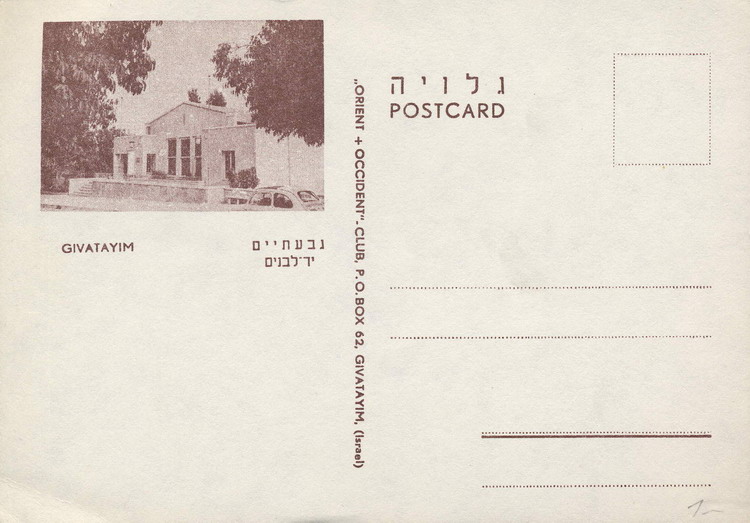 GIVATAYIM
גבעתיים
יד־לבנים
„ORIENT + OCCIDENT”-CLUB, P.O.BOX 62, GIVATAYIM, (Israel)
גלויה
POSTCARD